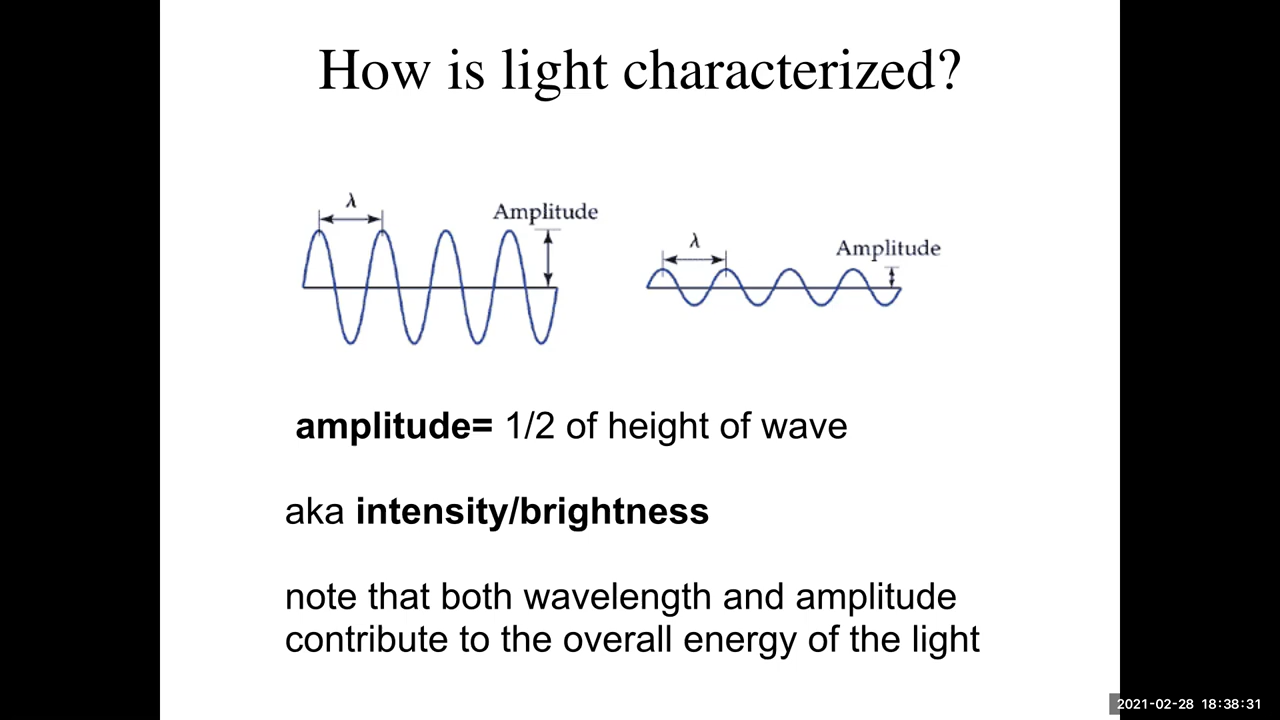 How is light characterized?
λ
Amplitude
λ
Amplitude
amplitude= 1/2 of height of wave
aka intensity/brightness
note that both wavelength and amplitude
contribute to the overall energy of the light
2021-02-28 18:38:31